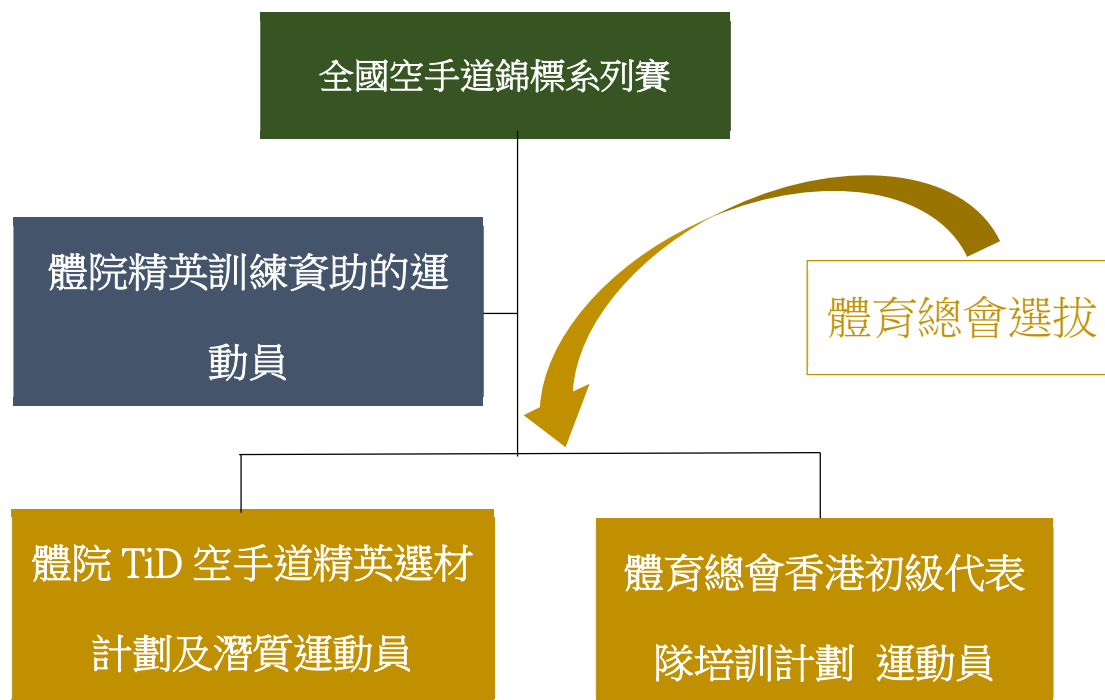 全國空手道錦標系列賽
體院精英訓練資助的運
動員
體育總會選拔
體院 TiD 空手道精英選材
計劃及潛質運動員
體育總會香港初級代表
隊培訓計劃 運動員